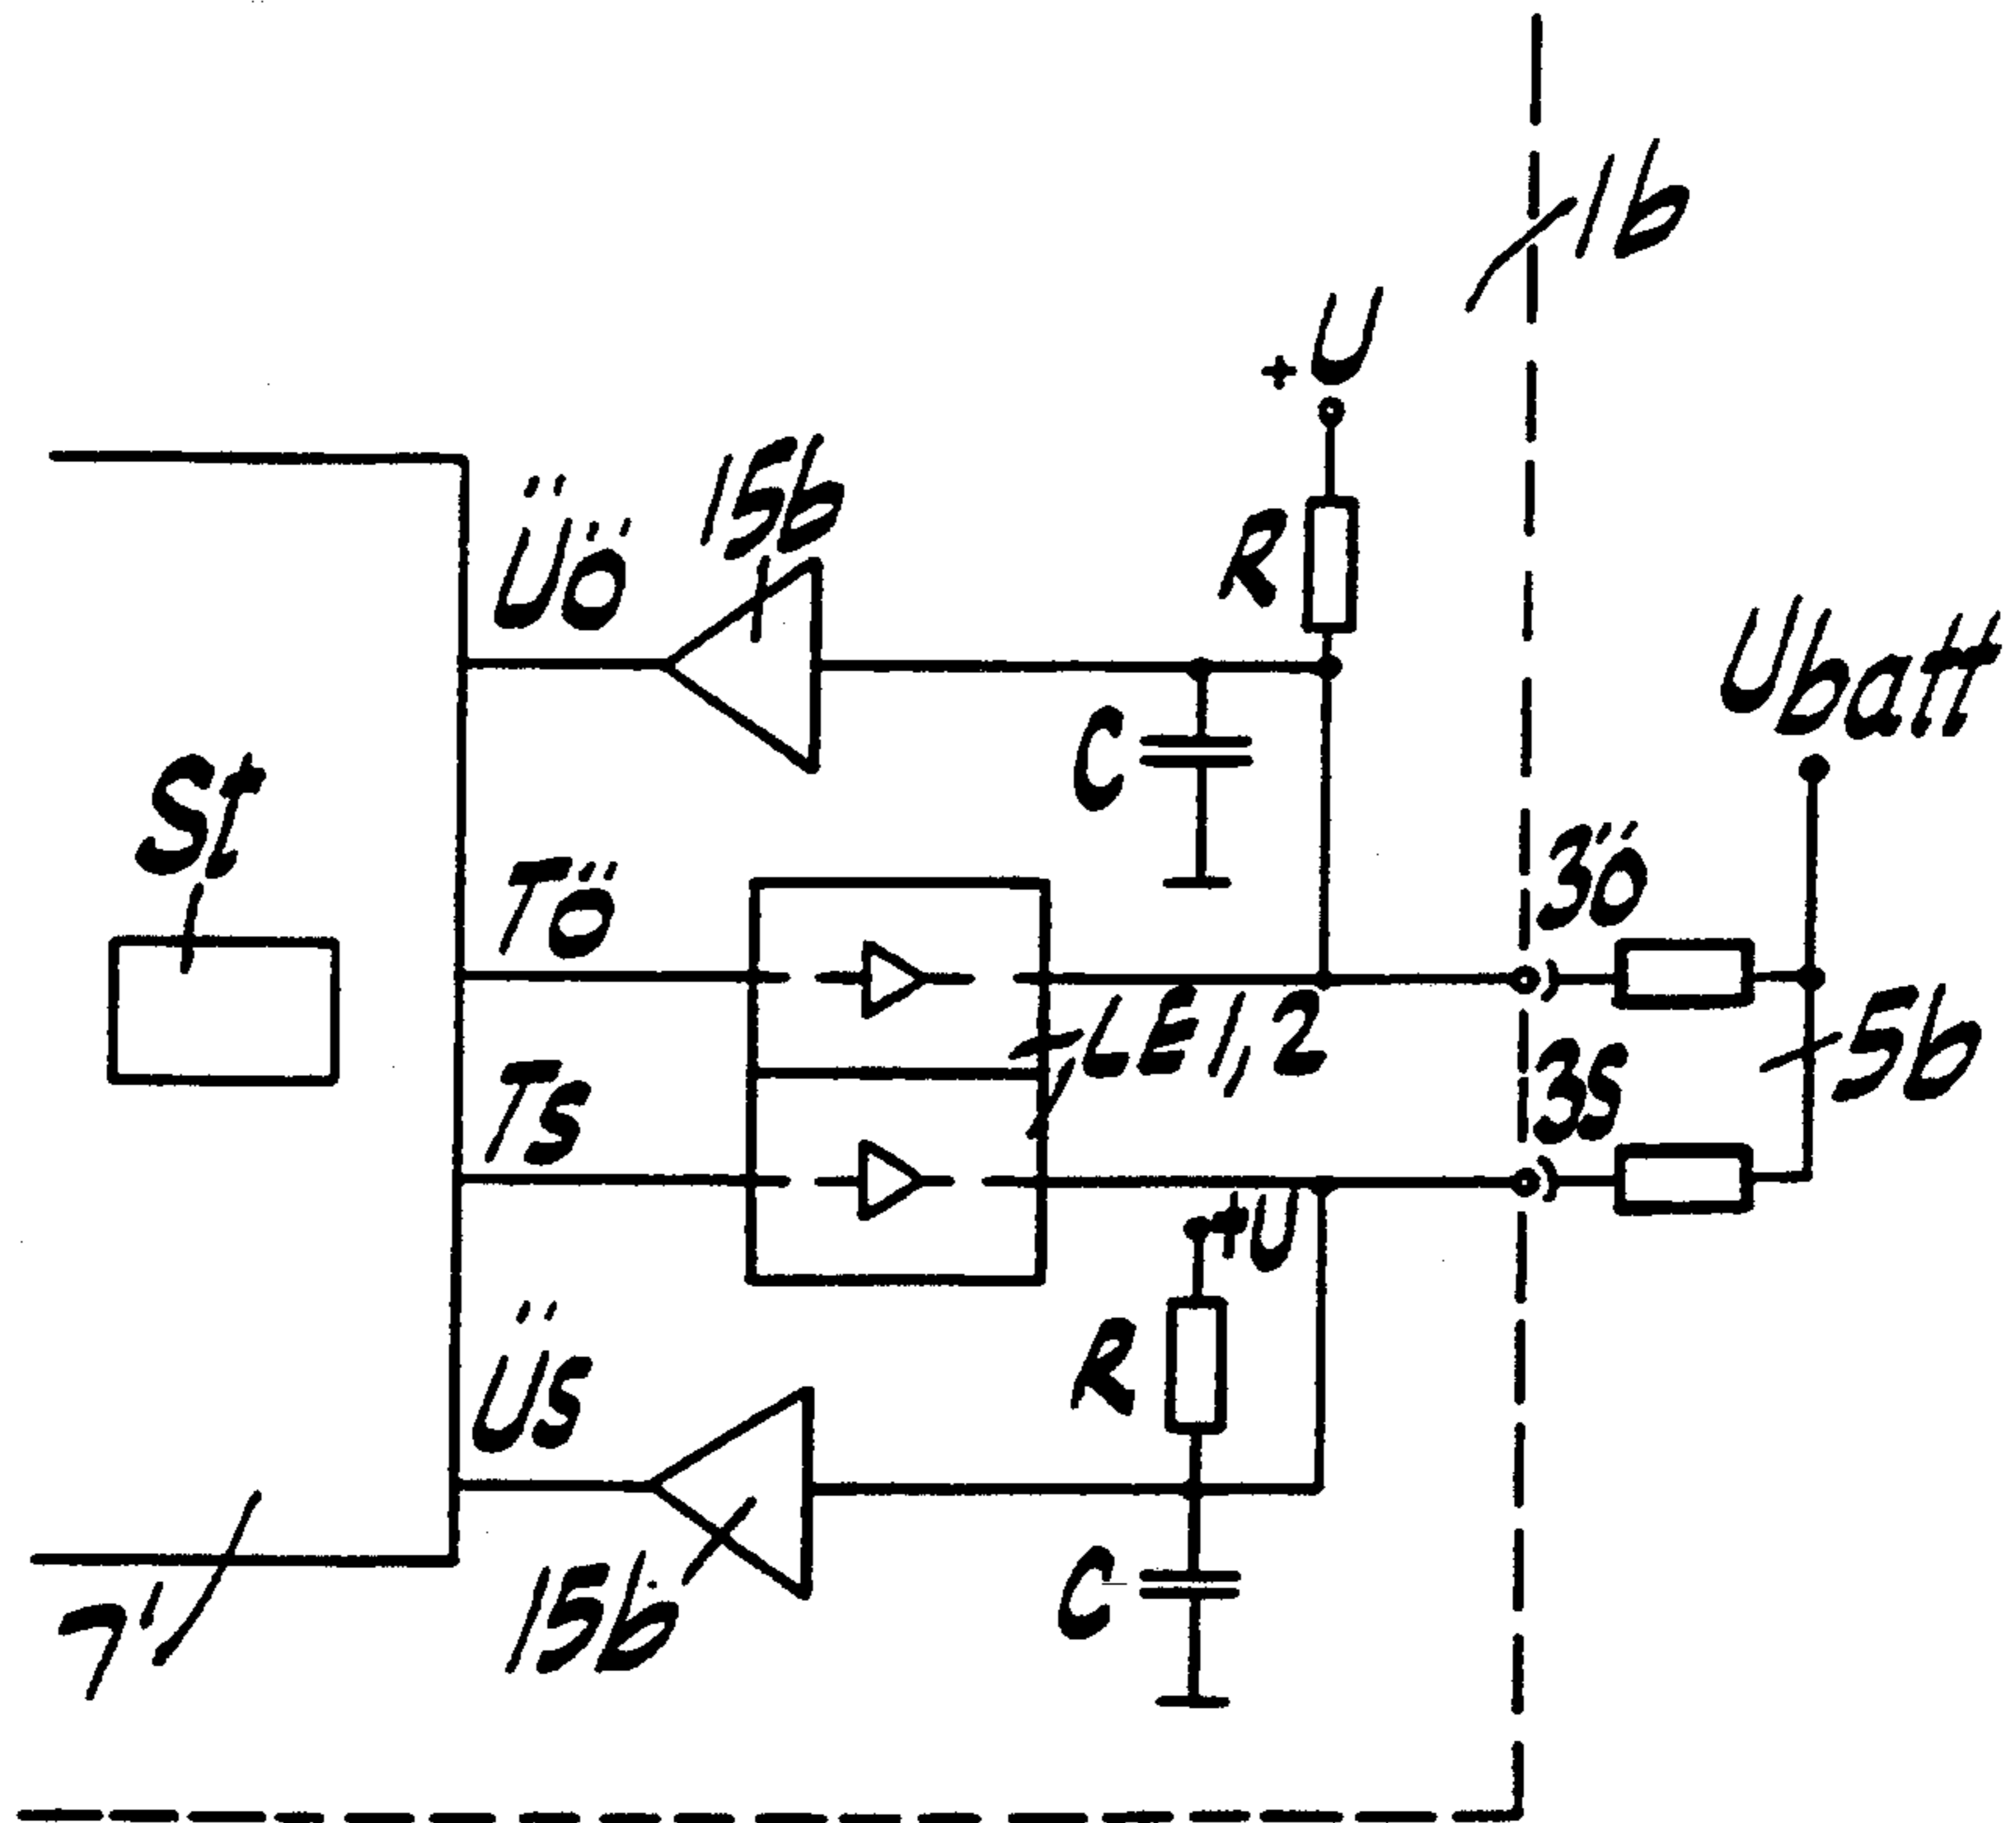 1b
+U
15b
Üö
R
Ubatt
C
St
3ö
Tö
LE1,2
5b
3s
Ts
+U
R
Üs
C
15b
7'